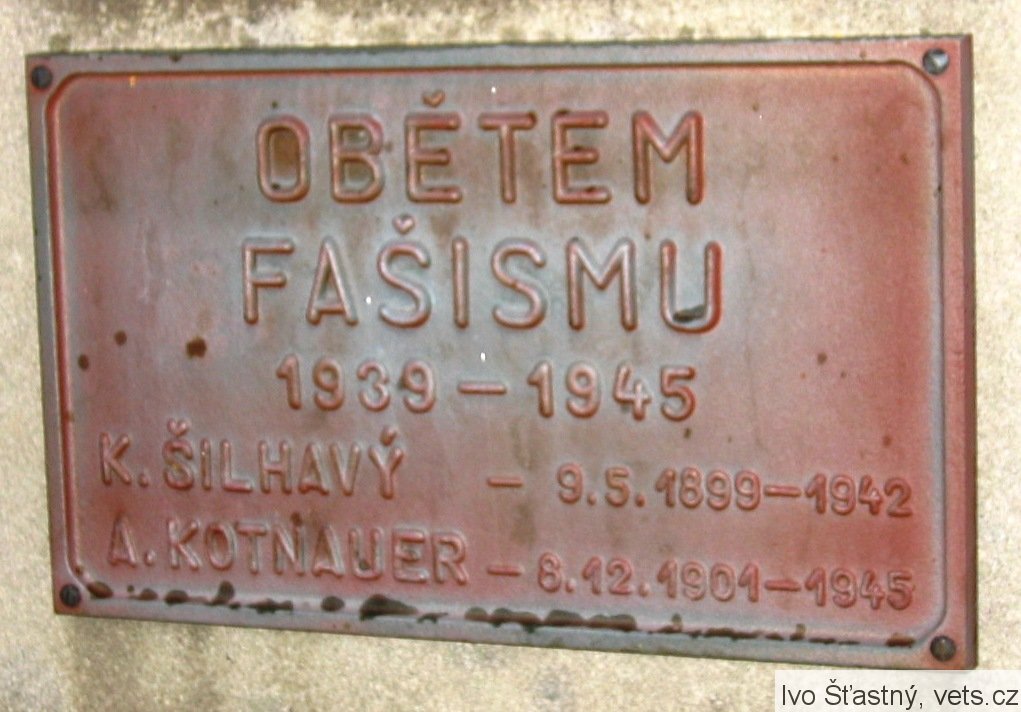 OBĚTEM
FAŠISMU
1939 – 1945
K. ŠILHAVÝ – 9.5.1899–1942
A. KOTNAUER – 8.12.1901–1945
Ivo Šťastný, vets.cz